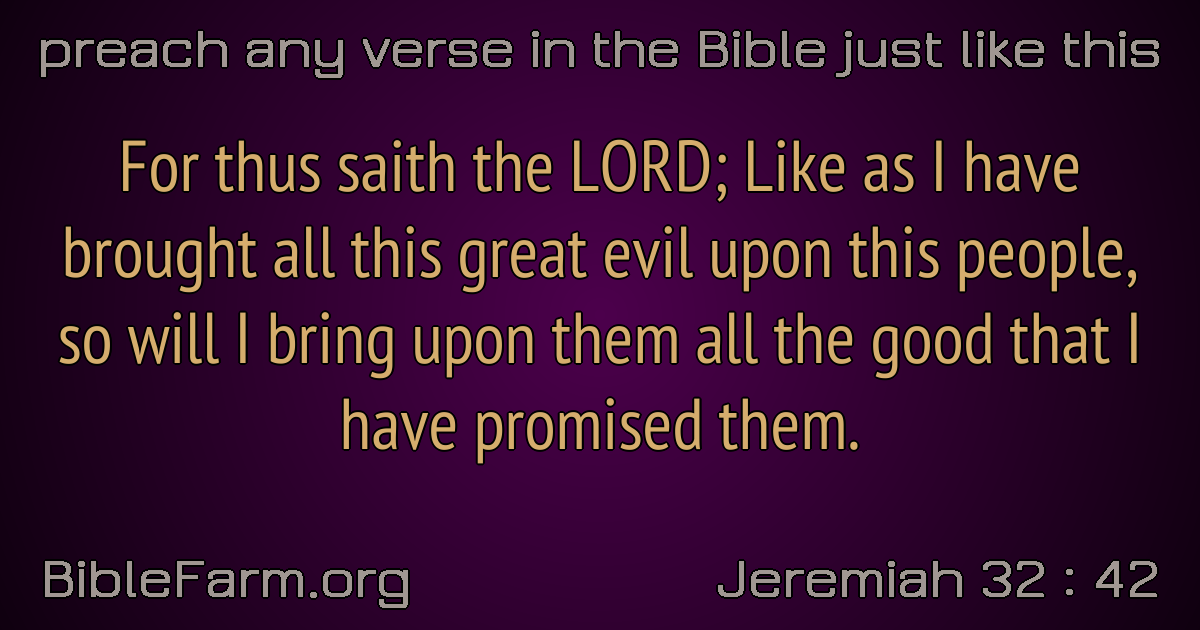 preach any verse in the Bible just like this
For thus saith the LORD; Like as I have
brought all this great evil upon this people,
so will I bring upon them all the good that I
have promised them.
BibleFarm.org
Jeremiah 32 : 42